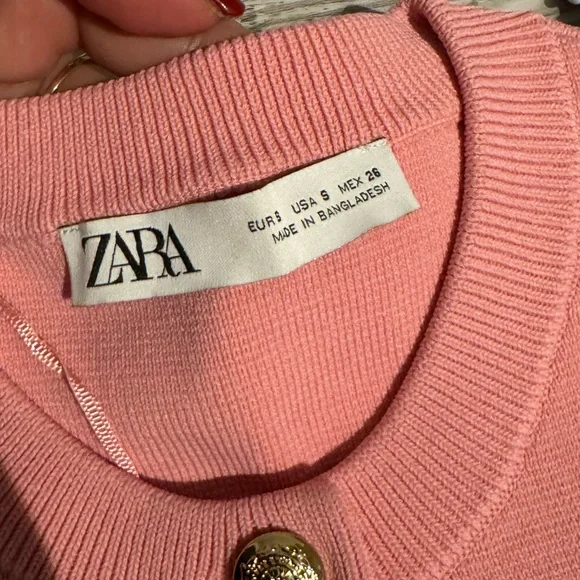 ZARA
EUR S USA S MEX 26
MADE IN BANGLADESH